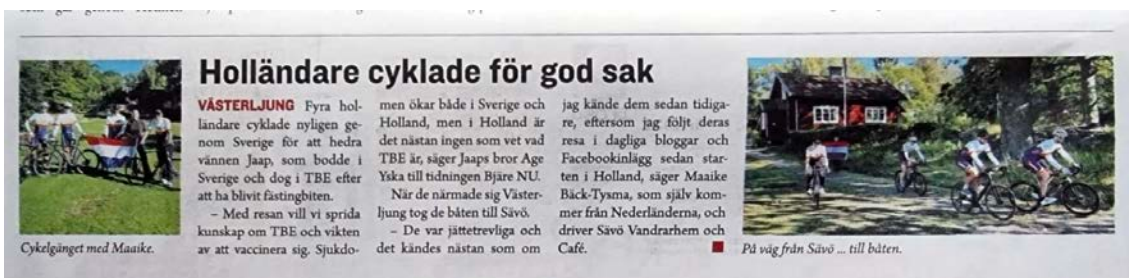 Holländare cyklade för god sak
VÄSTERLJUNG Fyra hol-
ländare cyklade nyligen ge-
nom Sverige för att hedra
vännen Jaap, som bodde i
Sverige och dog i TBE efter
att ha blivit fästingbiten.
– Med resan vill vi sprida
kunskap om TBE och vikten
av att vaccinera sig. Sjukdo-
men ökar både i Sverige och
Holland, men i Holland är
det nästan ingen som vet vad
TBE är, säger Jaaps bror Age
Yska till tidningen Bjäre NU.
När de närmade sig Väster-
ljung tog de båten till Sävö.
– De var jättetrevliga och
det kändes nästan som om
jag kände dem sedan tidiga-
re, eftersom jag följt deras
resa i dagliga bloggar och
Facebookinlägg sedan star-
ten i Holland, säger Maaike
Bäck-Tysma, som själv kom-
mer från Nederländerna, och
driver Sävö Vandrarhem och
Café.
Cykelgänget med Maaike.
På väg från Sävö ... till båten.